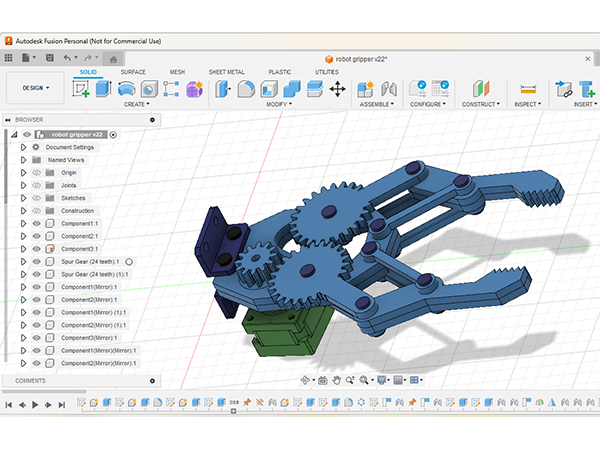 Autodesk Fusion Personal (Not for Commercial Use)
robot gripper v22*
SOLID SURFACE MESH SHEET METAL PLASTIC UTILITIES
DESIGN
CREATE MODIFY ASSEMBLE CONFIGURE CONSTRUCT INSPECT INSERT
BROWSER
robot gripper v22
Document Settings
Named Views
Origin
Joints
Sketches
Construction
Component1:1
Component2:1
Component3:1
Spur Gear (24 teeth):1
Spur Gear (24 teeth) (1):1
Component1(Mirror):1
Component2(Mirror):1
Component1(Mirror) (1):1
Component2(Mirror) (1):1
Component3(Mirror):1
Component1(Mirror)(Mirror):1
Component2(Mirror)(Mirror):1
COMMENTS